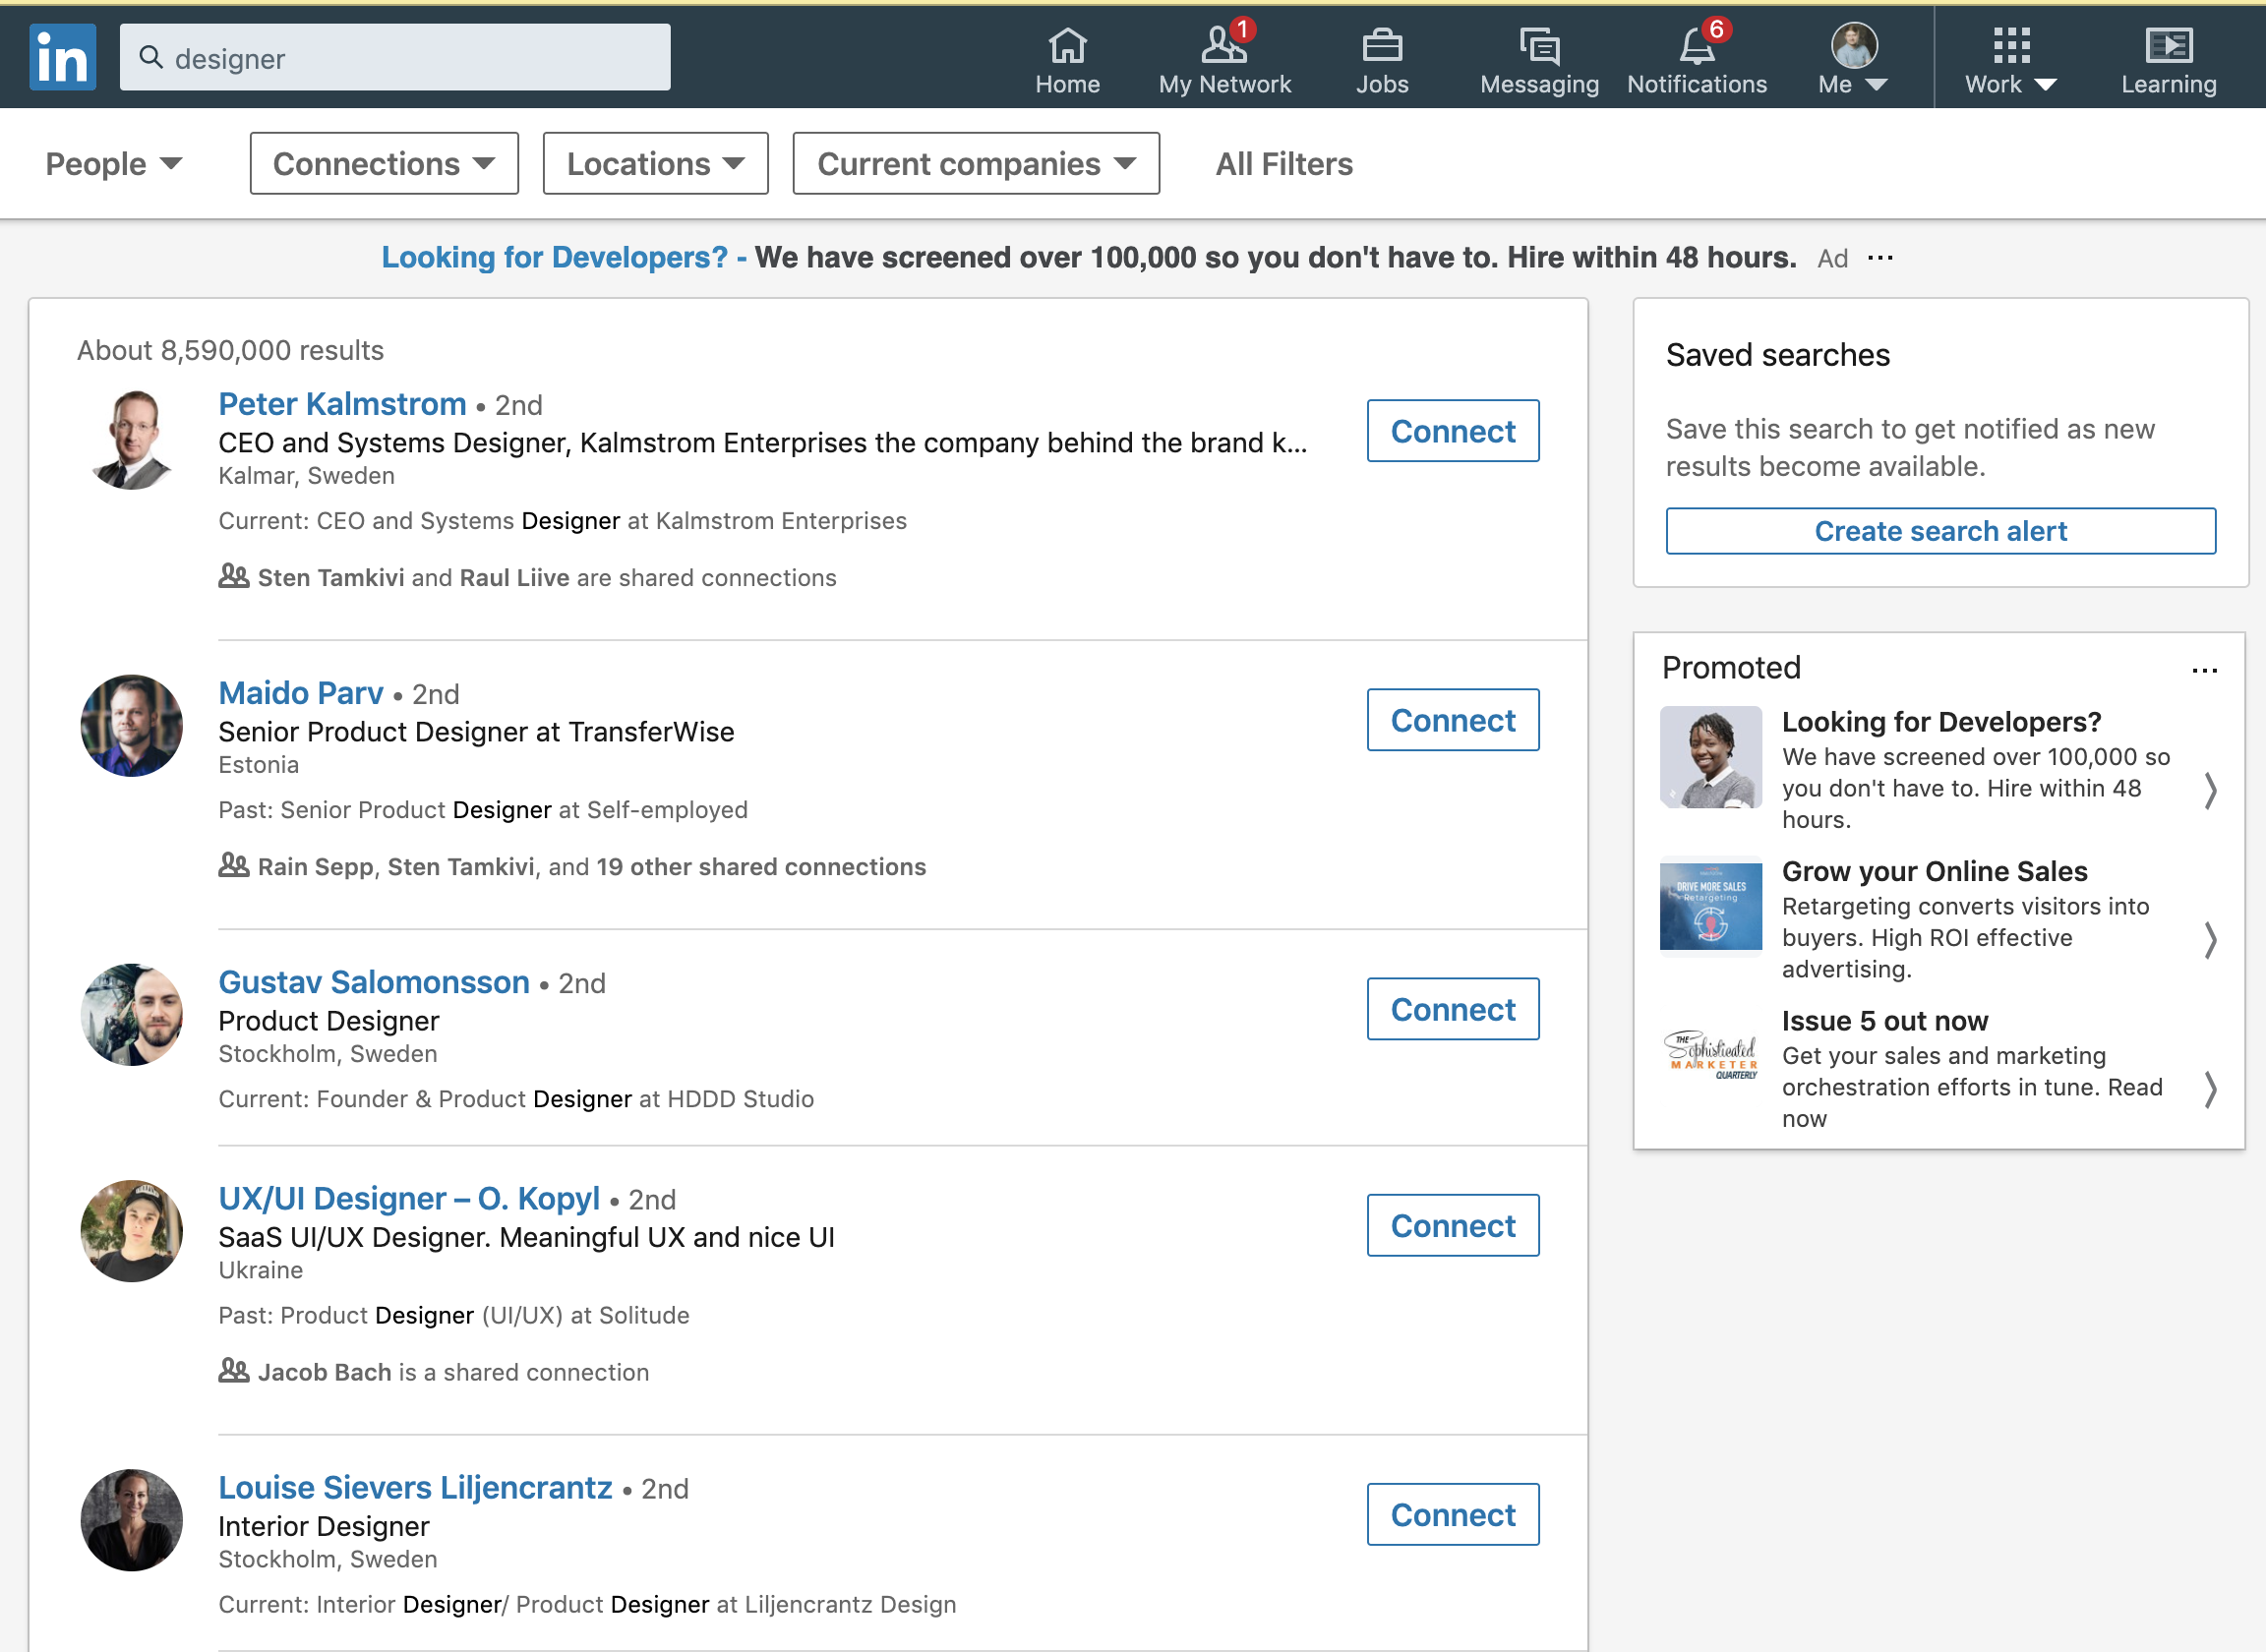 in
designer
Home
1
My Network
Jobs
Messaging
6
Notifications
Me
Work
Learning
People
Connections
Locations
Current companies
All Filters
Looking for Developers? - We have screened over 100,000 so you don't have to. Hire within 48 hours. Ad ...
About 8,590,000 results
Peter Kalmstrom • 2nd
CEO and Systems Designer, Kalmstrom Enterprises the company behind the brand k...
Kalmar, Sweden
Current: CEO and Systems Designer at Kalmstrom Enterprises
Sten Tamkivi and Raul Liive are shared connections
Connect
Maido Parv • 2nd
Senior Product Designer at TransferWise
Estonia
Past: Senior Product Designer at Self-employed
Rain Sepp, Sten Tamkivi, and 19 other shared connections
Connect
Gustav Salomonsson • 2nd
Product Designer
Stockholm, Sweden
Current: Founder & Product Designer at HDDD Studio
Connect
UX/UI Designer – O. Kopyl • 2nd
SaaS UI/UX Designer. Meaningful UX and nice UI
Ukraine
Past: Product Designer (UI/UX) at Solitude
Jacob Bach is a shared connection
Connect
Louise Sievers Liljencrantz • 2nd
Interior Designer
Stockholm, Sweden
Current: Interior Designer/ Product Designer at Liljencrantz Design
Connect
Saved searches
Save this search to get notified as new
results become available.
Create search alert
Promoted ...
Looking for Developers?
We have screened over 100,000 so
you don't have to. Hire within 48
hours.
DRIVE MORE SALES
Retargeting
Grow your Online Sales
Retargeting converts visitors into
buyers. High ROI effective
advertising.
THE
Sophisticated
MARKETER
QUARTERLY
Issue 5 out now
Get your sales and marketing
orchestration efforts in tune. Read
now